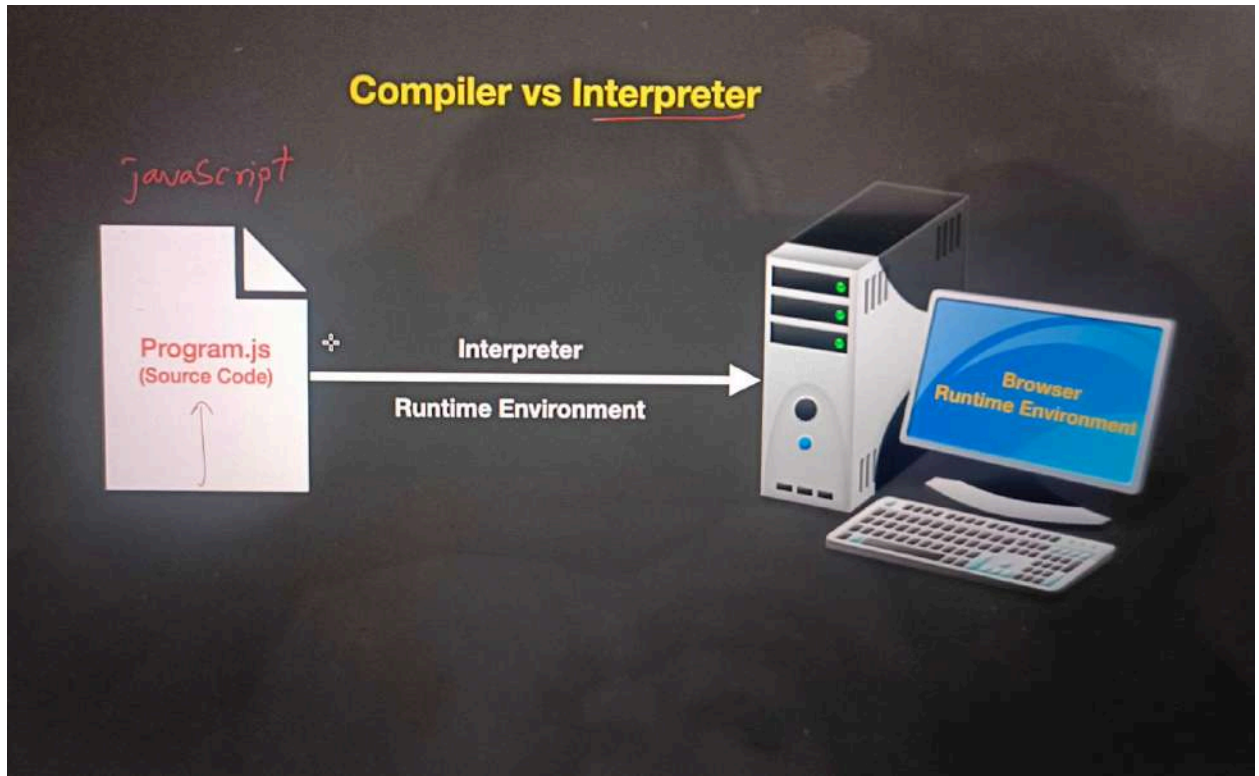 Compiler vs Interpreter
javaScript
Program.js
(Source Code)
Interpreter
Runtime Environment
Browser
Runtime Environment